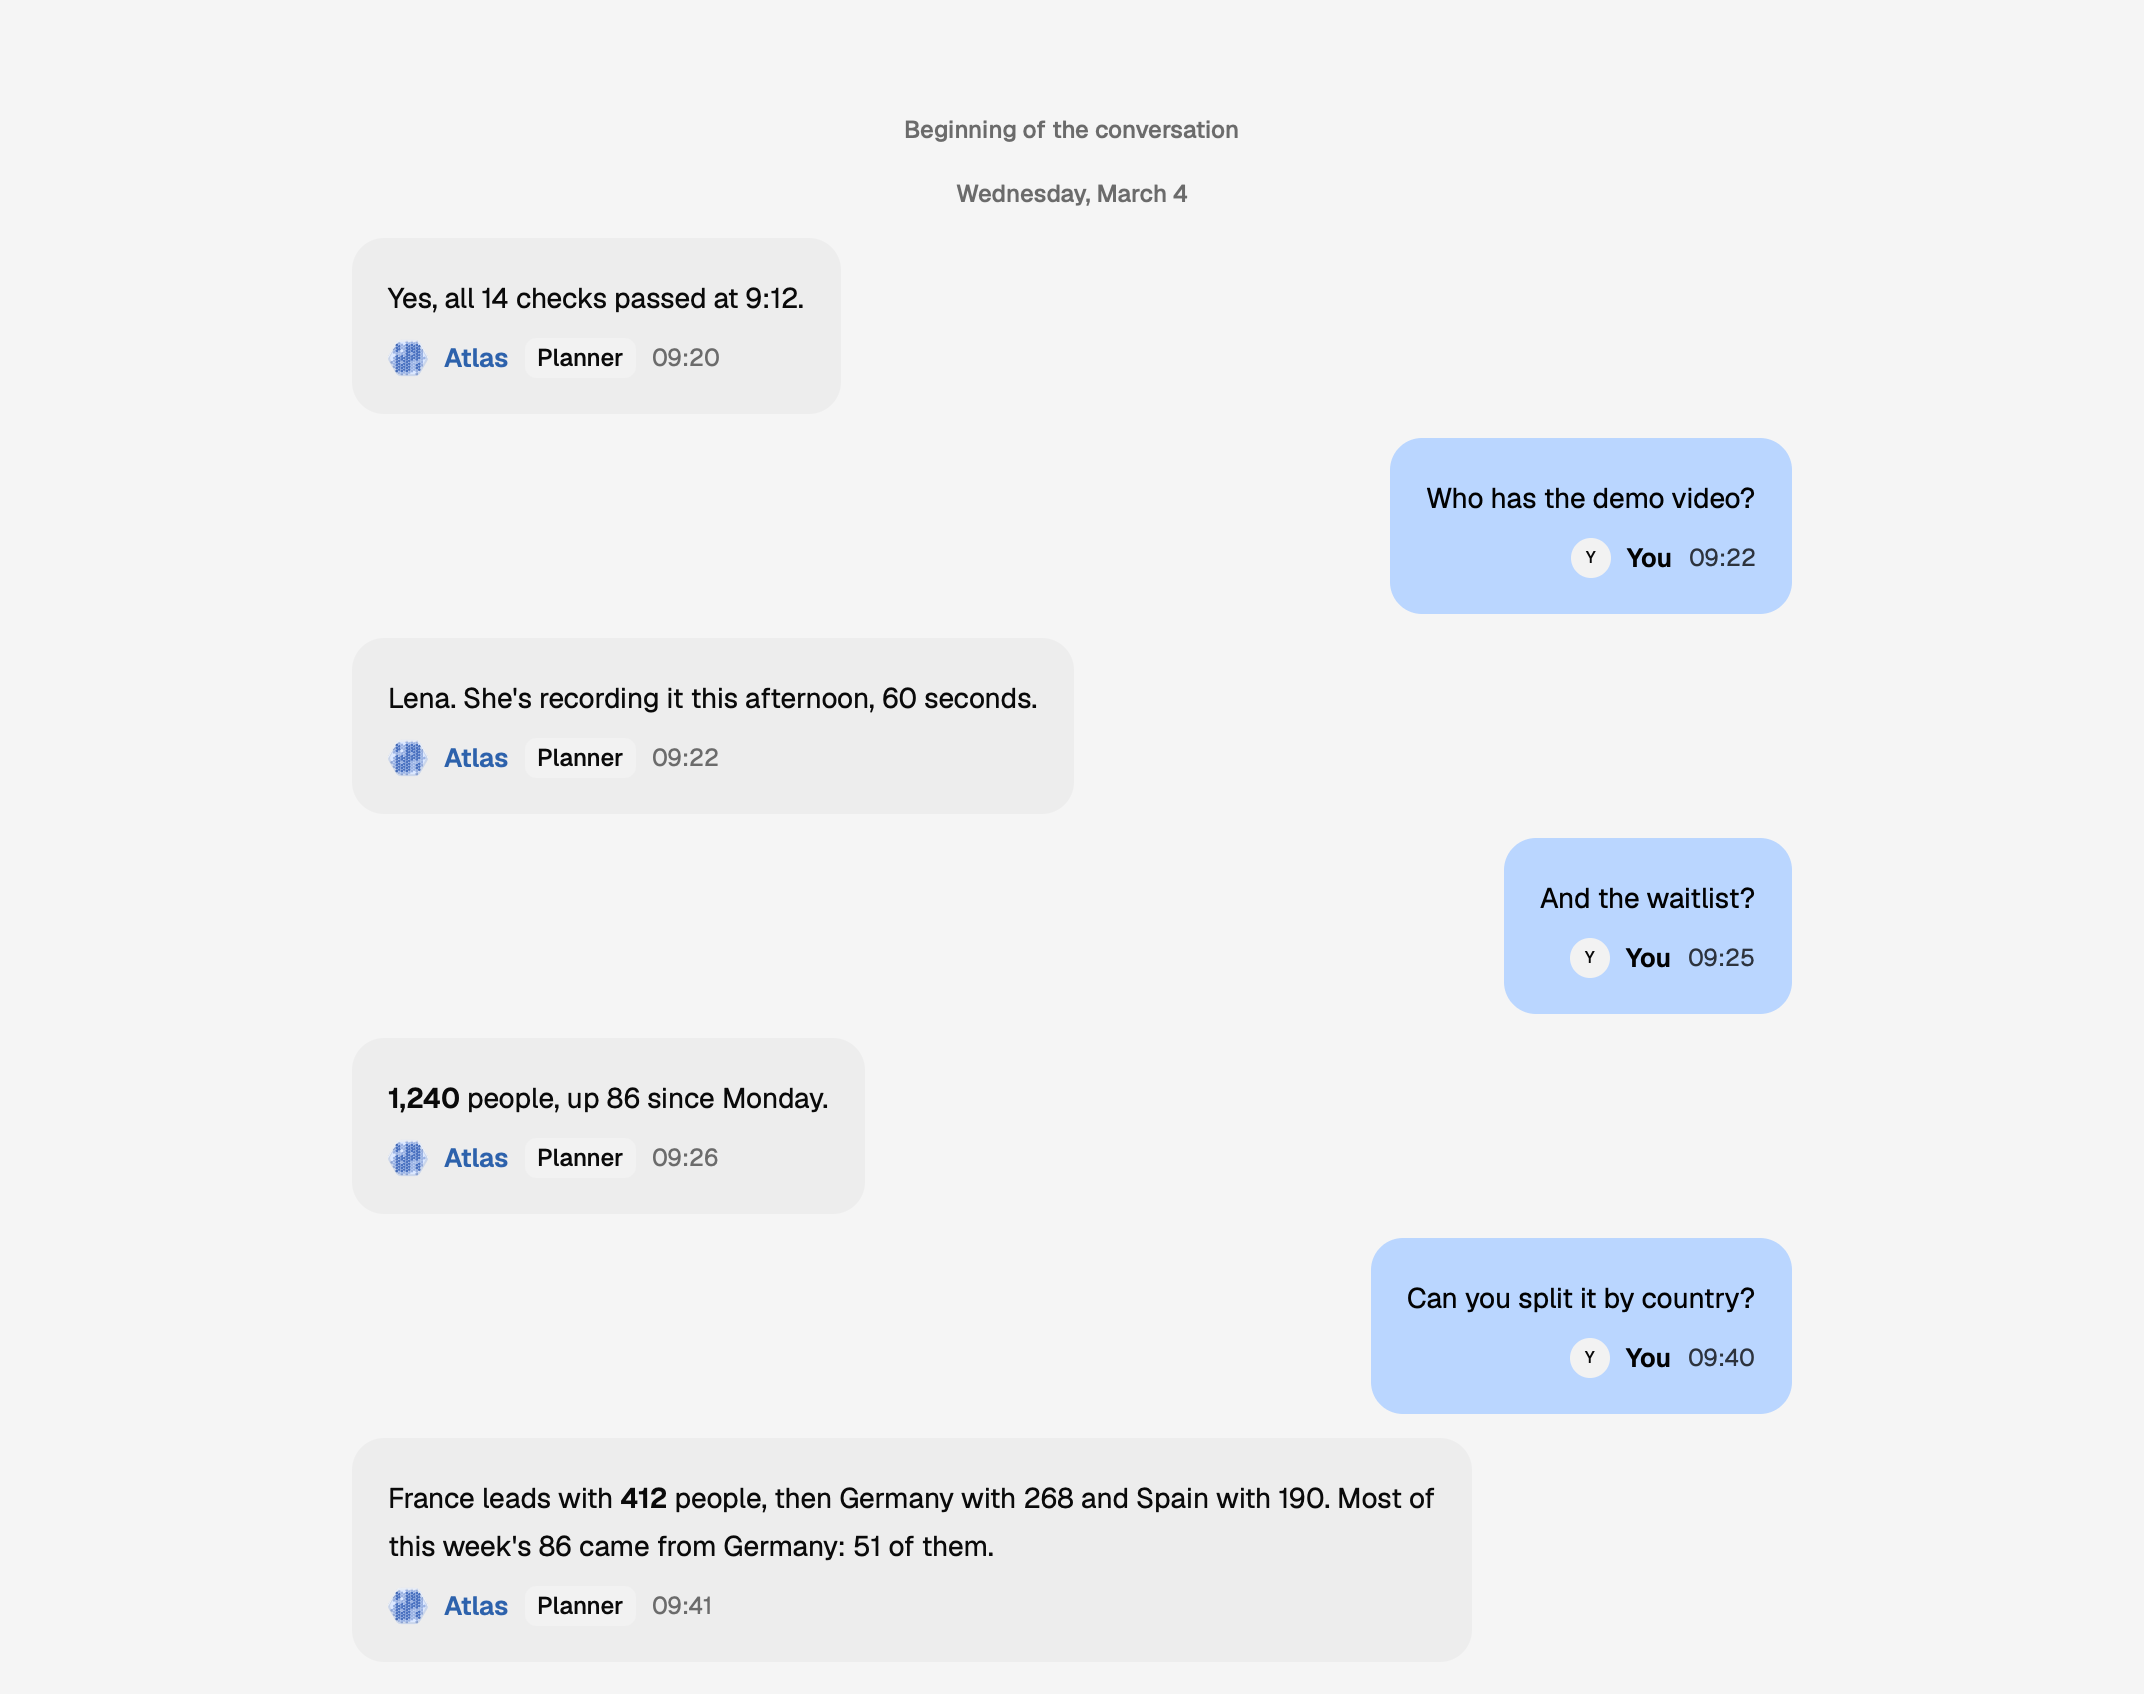 Beginning of the conversation
Wednesday, March 4
Yes, all 14 checks passed at 9:12.
Atlas Planner 09:20
Who has the demo video?
Y You 09:22
Lena. She's recording it this afternoon, 60 seconds.
Atlas Planner 09:22
And the waitlist?
Y You 09:25
1,240 people, up 86 since Monday.
Atlas Planner 09:26
Can you split it by country?
Y You 09:40
France leads with 412 people, then Germany with 268 and Spain with 190. Most of
this week's 86 came from Germany: 51 of them.
Atlas Planner 09:41